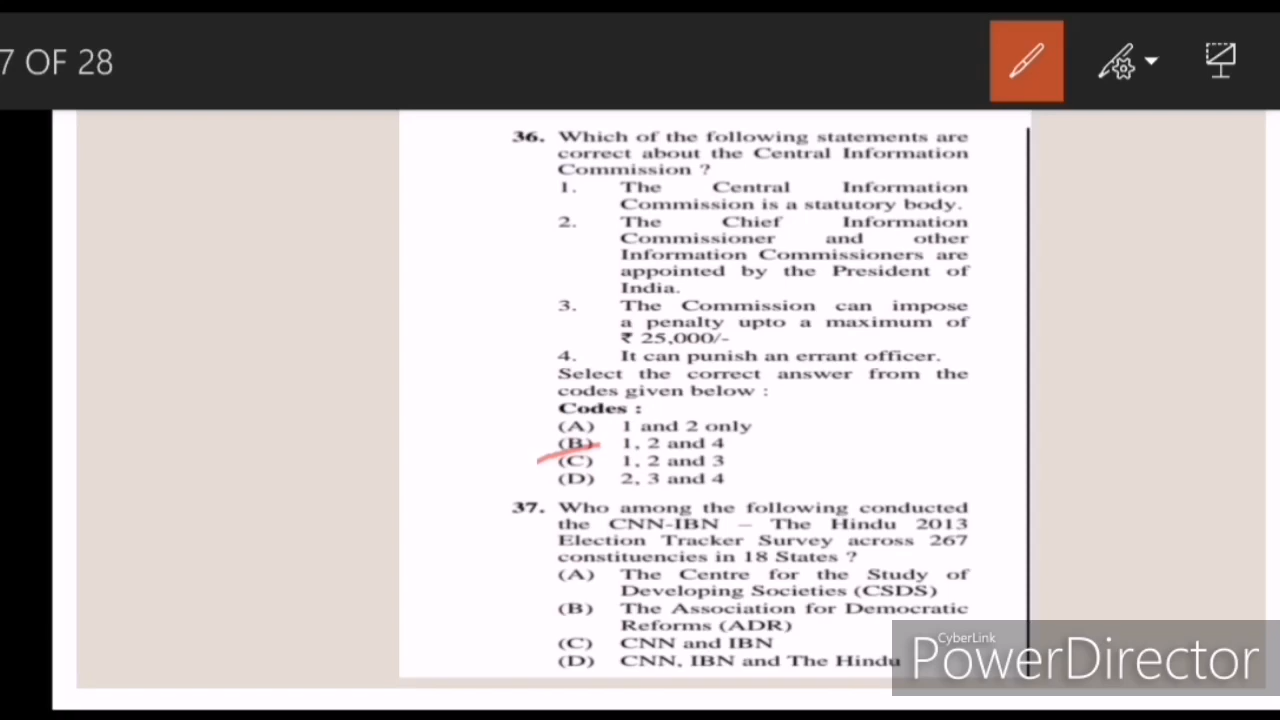 7 OF 28
36. Which of the following statements are
correct about the Central Information
Commission ?
1. The Central Information
Commission is a statutory body.
2. The Chief Information
Commissioner and other
Information Commissioners are
appointed by the President of
India.
3. The Commission can impose
a penalty upto a maximum of
₹ 25,000/-
4. It can punish an errant officer.
Select the correct answer from the
codes given below :
Codes :
(A) 1 and 2 only
(B) 1, 2 and 4
(C) 1, 2 and 3
(D) 2, 3 and 4
37. Who among the following conducted
the CNN-IBN – The Hindu 2013
Election Tracker Survey across 267
constituencies in 18 States ?
(A) The Centre for the Study of
Developing Societies (CSDS)
(B) The Association for Democratic
Reforms (ADR)
(C) CNN and IBN
(D) CNN, IBN and The Hindu
CyberLink
PowerDirector